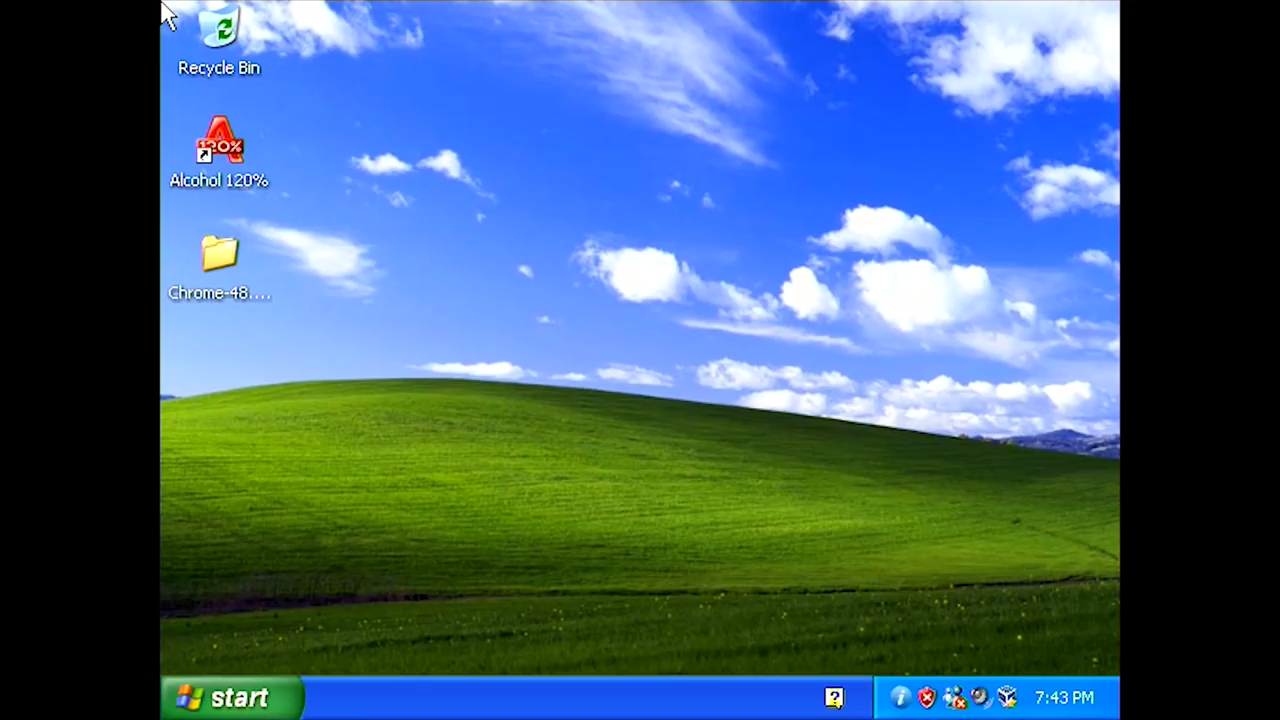 Recycle Bin
120%
Alcohol 120%
Chrome-48....
start
7:43 PM